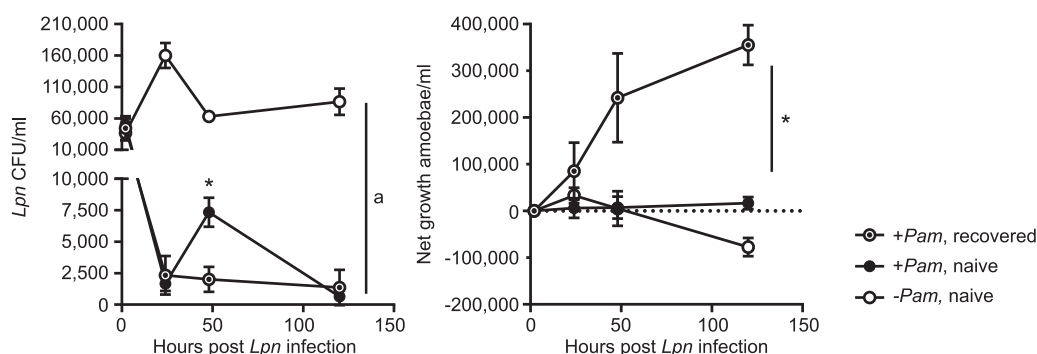 Lpn CFU/ml
210,000
160,000
110,000
60,000
10,000
10,000
7,500
5,000
2,500
0
*
a
0 50 100 150
Hours post Lpn infection
Net growth amoebae/ml
400,000
300,000
200,000
100,000
0
-100,000
-200,000
*
0 50 100 150
Hours post Lpn infection
+Pam, recovered
+Pam, naive
-Pam, naive